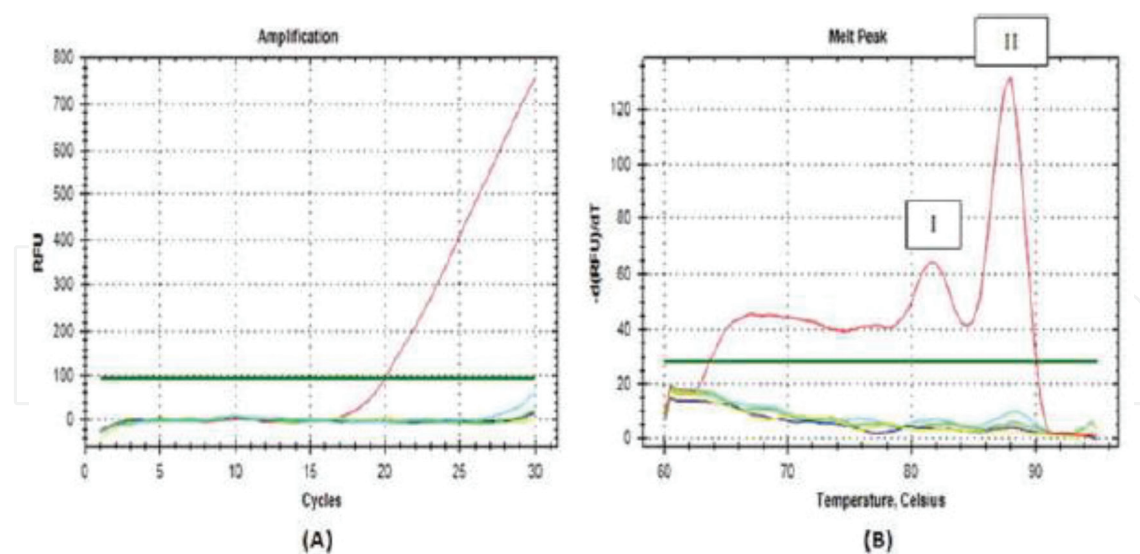 Amplification
RFU
800
700
600
500
400
300
200
100
0
0
5
10
15
20
25
30
Cycles
(A)
Melt Peak
I
II
-d(RFU)/dT
120
100
80
60
40
20
0
60
70
80
90
Temperature, Celsius
(B)